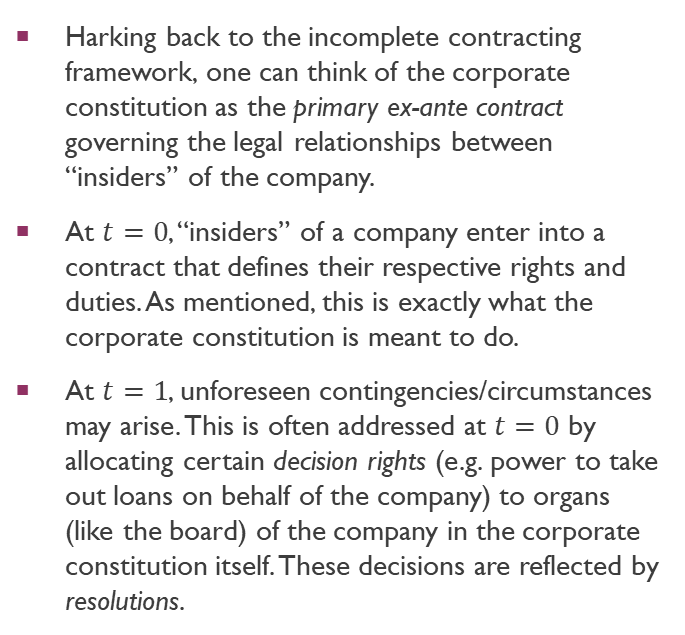 ▪ Harking back to the incomplete contracting
framework, one can think of the corporate
constitution as the primary ex-ante contract
governing the legal relationships between
“insiders” of the company.
▪ At t = 0, “insiders” of a company enter into a
contract that defines their respective rights and
duties. As mentioned, this is exactly what the
corporate constitution is meant to do.
▪ At t = 1, unforeseen contingencies/circumstances
may arise. This is often addressed at t = 0 by
allocating certain decision rights (e.g. power to take
out loans on behalf of the company) to organs
(like the board) of the company in the corporate
constitution itself. These decisions are reflected by
resolutions.